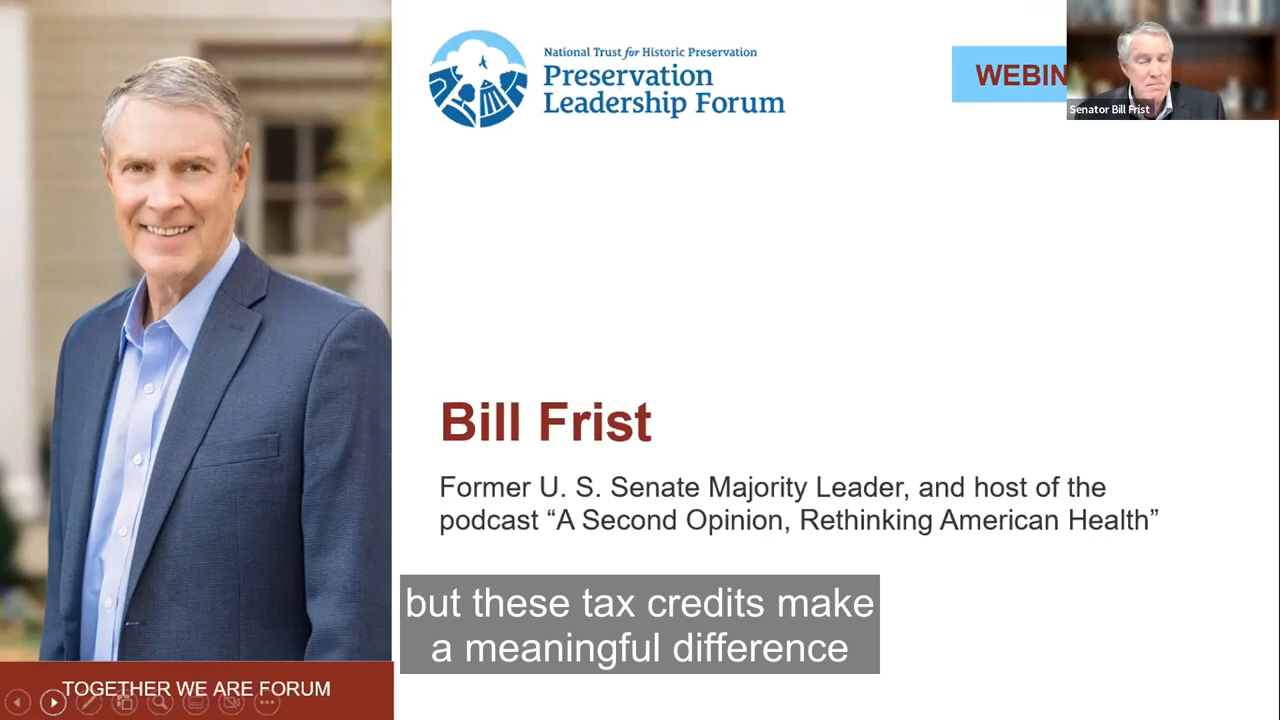 National Trust for Historic Preservation
Preservation
Leadership Forum
WEBIN
Senator Bill Frist
Bill Frist
Former U. S. Senate Majority Leader, and host of the
podcast “A Second Opinion, Rethinking American Health”
but these tax credits make
a meaningful difference
TOGETHER WE ARE FORUM